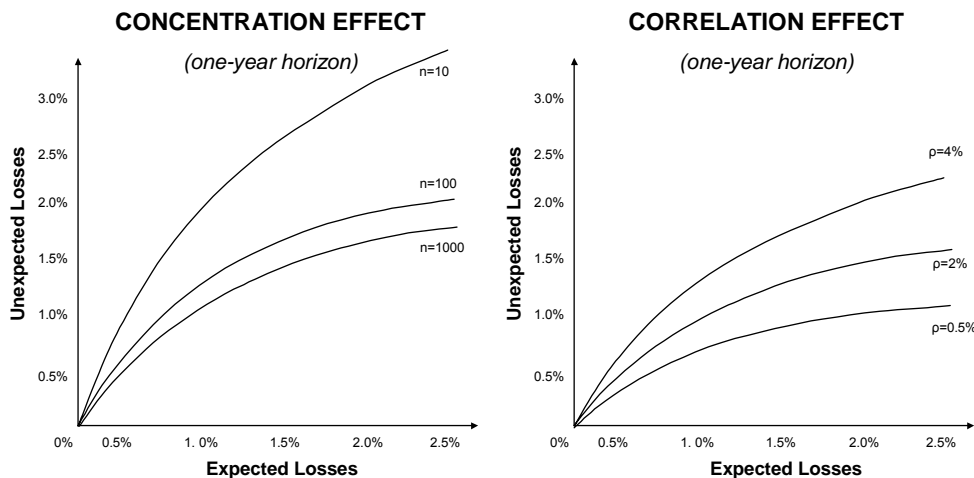 CONCENTRATION EFFECT
(one-year horizon)
Unexpected Losses
3.0%
2.5%
2.0%
1.5%
1.0%
0.5%
n=10
n=100
n=1000
0% 0.5% 1. 0% 1.5% 2.0% 2.5%
Expected Losses
CORRELATION EFFECT
(one-year horizon)
Unexpected Losses
3.0%
2.5%
2.0%
1.5%
1.0%
0.5%
ρ=4%
ρ=2%
ρ=0.5%
0% 0.5% 1. 0% 1.5% 2.0% 2.5%
Expected Losses